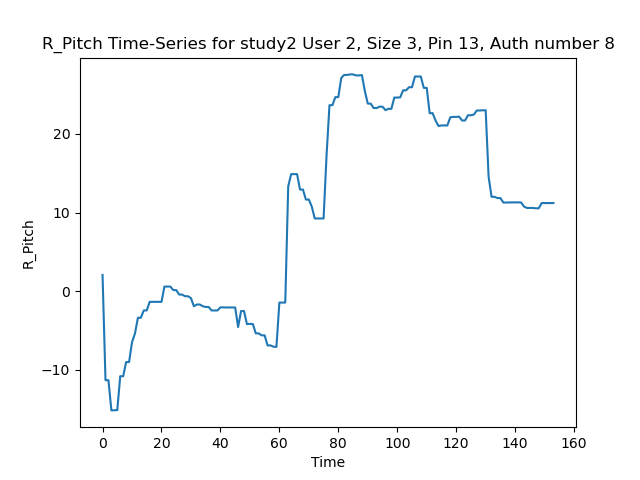 R_Pitch Time-Series for study2 User 2, Size 3, Pin 13, Auth number 8
R_Pitch
20
10
0
−10
0 20 40 60 80 100 120 140 160
Time